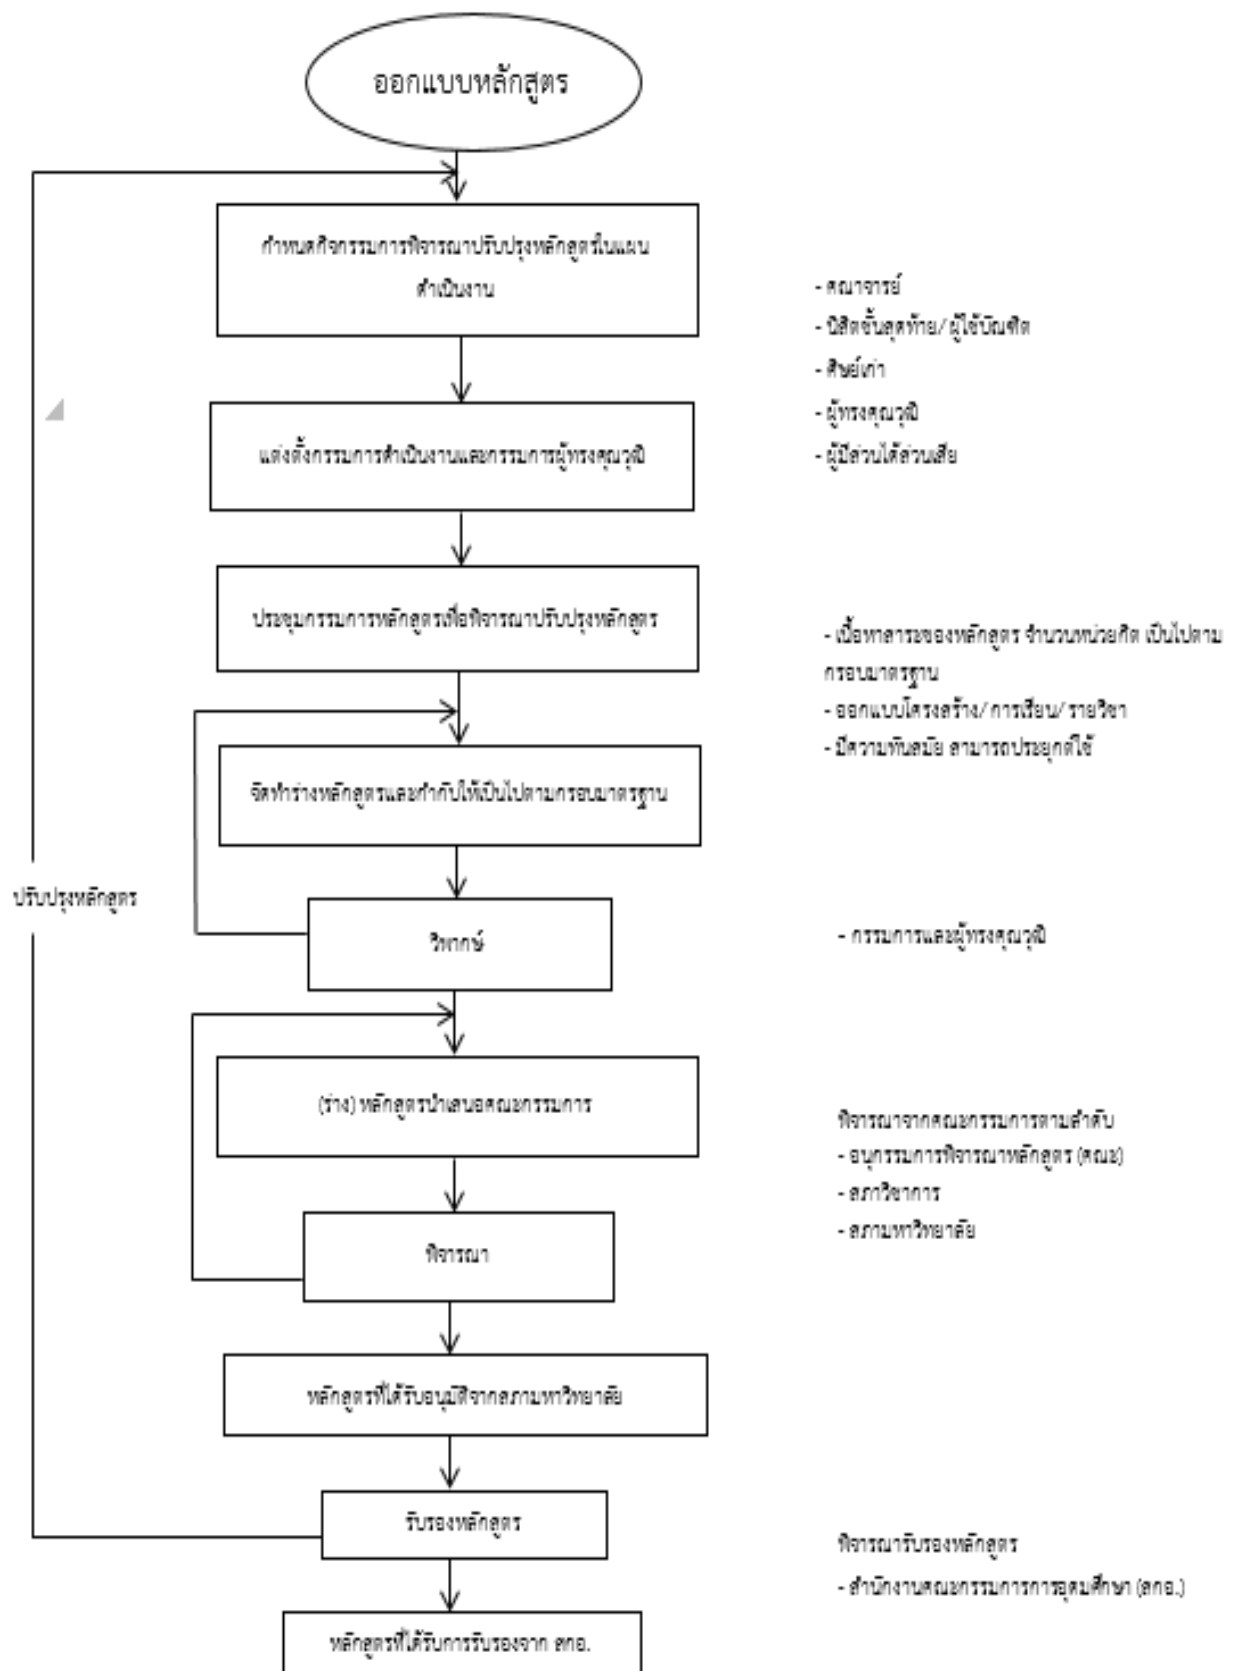 ออกแบบหลักสูตร
กำหนดกิจกรรมการพิจารณาปรับปรุงหลักสูตรในแผน
ดำเนินงาน
- คณาจารย์
- นิสิตชั้นสุดท้าย/ ผู้ใช้บัณฑิต
- ศิษย์เก่า
- ผู้ทรงคุณวุฒิ
- ผู้มีส่วนได้ส่วนเสีย
แต่งตั้งกรรมการดำเนินงานและกรรมการผู้ทรงคุณวุฒิ
ประชุมกรรมการหลักสูตรเพื่อพิจารณาปรับปรุงหลักสูตร
- เนื้อหาสาระของหลักสูตร จำนวนหน่วยกิต เป็นไปตาม
กรอบมาตรฐาน
- ออกแบบโครงสร้าง/ การเรียน/ รายวิชา
- มีความทันสมัย สามารถประยุกต์ใช้
จัดทำร่างหลักสูตรและกำกับให้เป็นไปตามกรอบมาตรฐาน
ปรับปรุงหลักสูตร
วิพากษ์
- กรรมการและผู้ทรงคุณวุฒิ
(ร่าง) หลักสูตรนำเสนอคณะกรรมการ
พิจารณาจากคณะกรรมการตามลำดับ
- อนุกรรมการพิจารณาหลักสูตร (คณะ)
- สภาวิชาการ
- สภามหาวิทยาลัย
พิจารณา
หลักสูตรที่ได้รับอนุมัติจากสภามหาวิทยาลัย
รับรองหลักสูตร
พิจารณารับรองหลักสูตร
- สำนักงานคณะกรรมการการอุดมศึกษา (สกอ.)
หลักสูตรที่ได้รับการรับรองจาก สกอ.